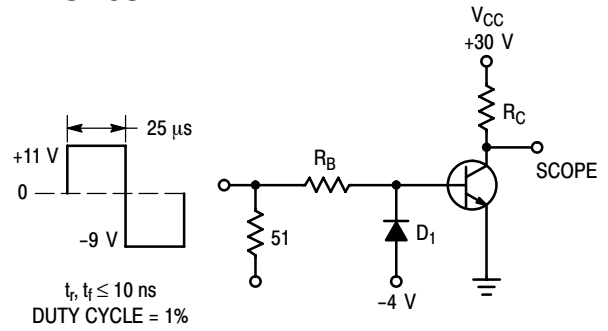 V_CC
+30 V
25 μs
+11 V
R_C
R_B
0
SCOPE
51
D_1
−9 V
−4 V
t_r, t_f ≤ 10 ns
DUTY CYCLE = 1%